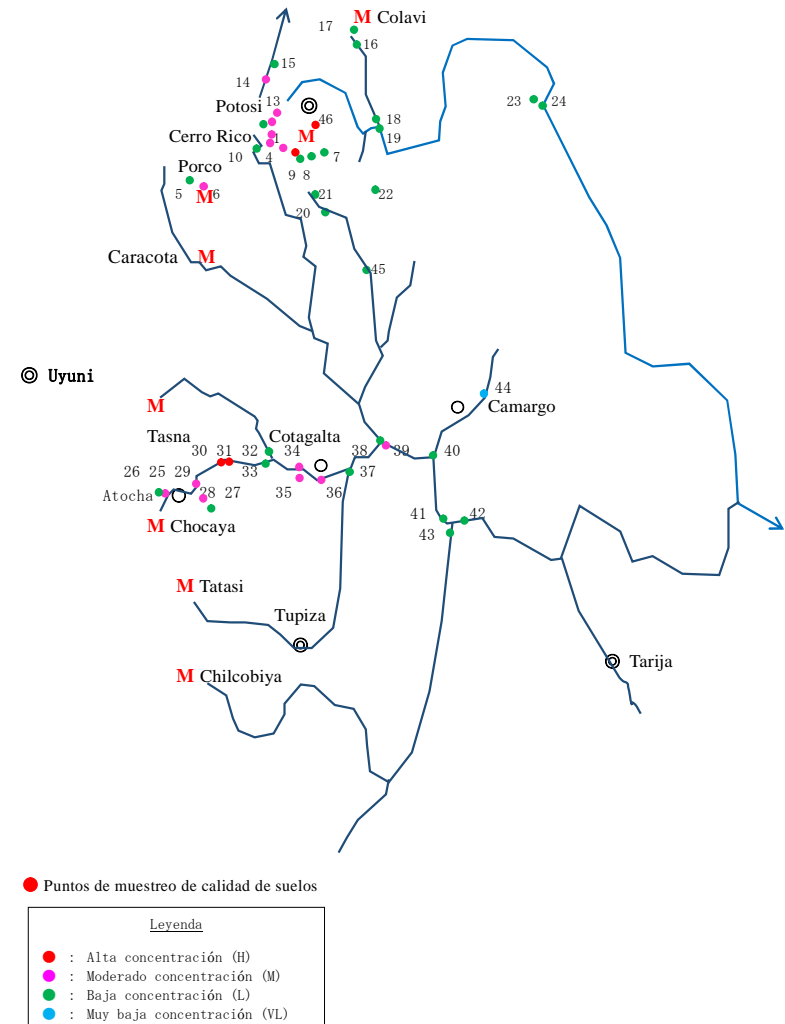 17
M Colavi
16
15
14
13
Potosi
46
18
23
24
Cerro Rico
1
M
19
10
4
7
9 8
Porco
5
M
6
21
22
20
Caracota
M
45
Uyuni
44
M
Camargo
Tasna
Cotagalta
30 31 32 34
38
39
40
33
37
26 25 29
35
36
Atocha
28 27
M Chocaya
41
42
43
M Tatasi
Tupiza
Tarija
M Chilcobiya
Puntos de muestreo de calidad de suelos
Leyenda
: Alta concentración (H)
: Moderado concentración (M)
: Baja concentración (L)
: Muy baja concentración (VL)